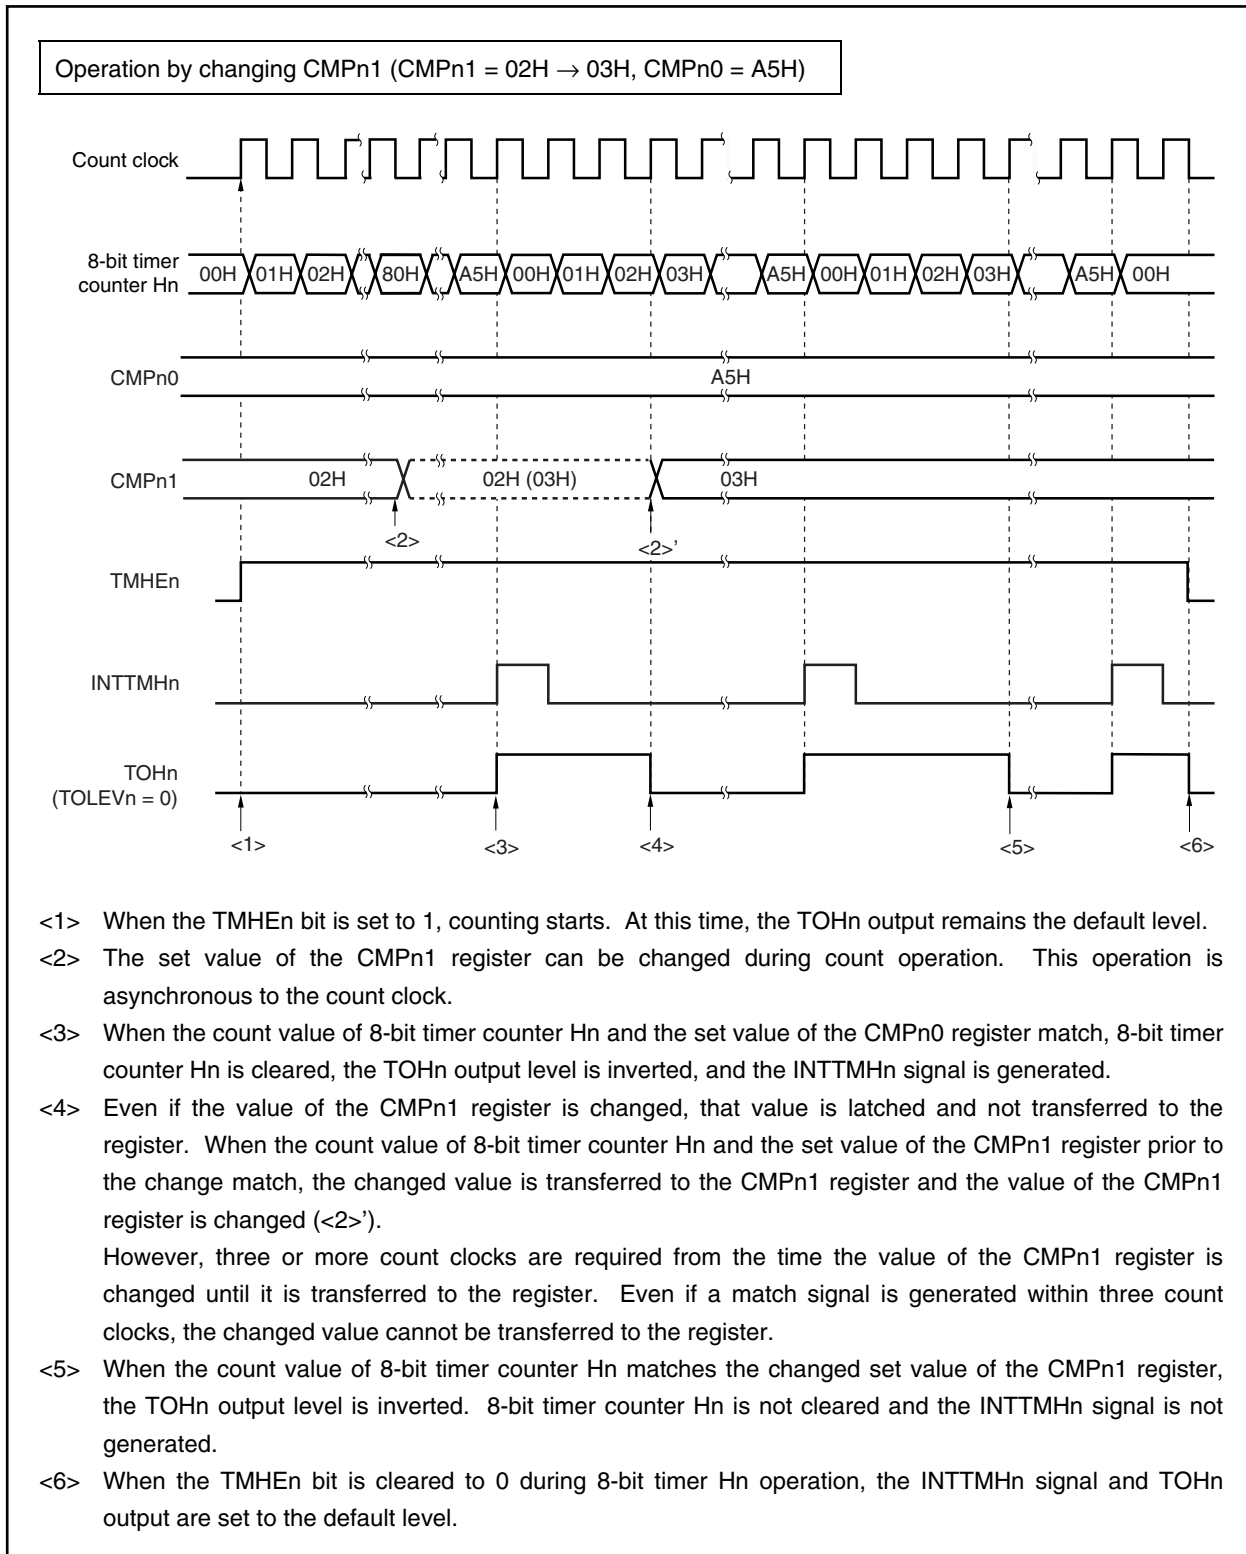 Operation by changing CMPn1 (CMPn1 = 02H → 03H, CMPn0 = A5H)
Count clock
8-bit timer
counter Hn
00H 01H 02H 80H A5H 00H 01H 02H 03H A5H 00H 01H 02H 03H A5H 00H
CMPn0
A5H
CMPn1
02H 02H (03H) 03H
<2> <2>’
TMHEn
INTTMHn
TOHn
(TOLEVn = 0)
<1> <3> <4> <5> <6>
<1> When the TMHEn bit is set to 1, counting starts. At this time, the TOHn output remains the default level.
<2> The set value of the CMPn1 register can be changed during count operation. This operation is
asynchronous to the count clock.
<3> When the count value of 8-bit timer counter Hn and the set value of the CMPn0 register match, 8-bit timer
counter Hn is cleared, the TOHn output level is inverted, and the INTTMHn signal is generated.
<4> Even if the value of the CMPn1 register is changed, that value is latched and not transferred to the
register. When the count value of 8-bit timer counter Hn and the set value of the CMPn1 register prior to
the change match, the changed value is transferred to the CMPn1 register and the value of the CMPn1
register is changed (<2>’).
However, three or more count clocks are required from the time the value of the CMPn1 register is
changed until it is transferred to the register. Even if a match signal is generated within three count
clocks, the changed value cannot be transferred to the register.
<5> When the count value of 8-bit timer counter Hn matches the changed set value of the CMPn1 register,
the TOHn output level is inverted. 8-bit timer counter Hn is not cleared and the INTTMHn signal is not
generated.
<6> When the TMHEn bit is cleared to 0 during 8-bit timer Hn operation, the INTTMHn signal and TOHn
output are set to the default level.